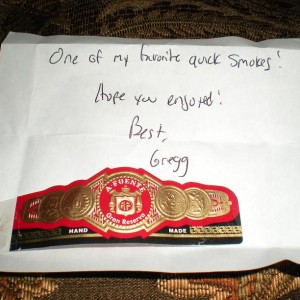 One of my favorite quick smokes!
Hope you enjoyed!
Best,
Gregg
A. FUENTE
Gran Reserva
HAND MADE